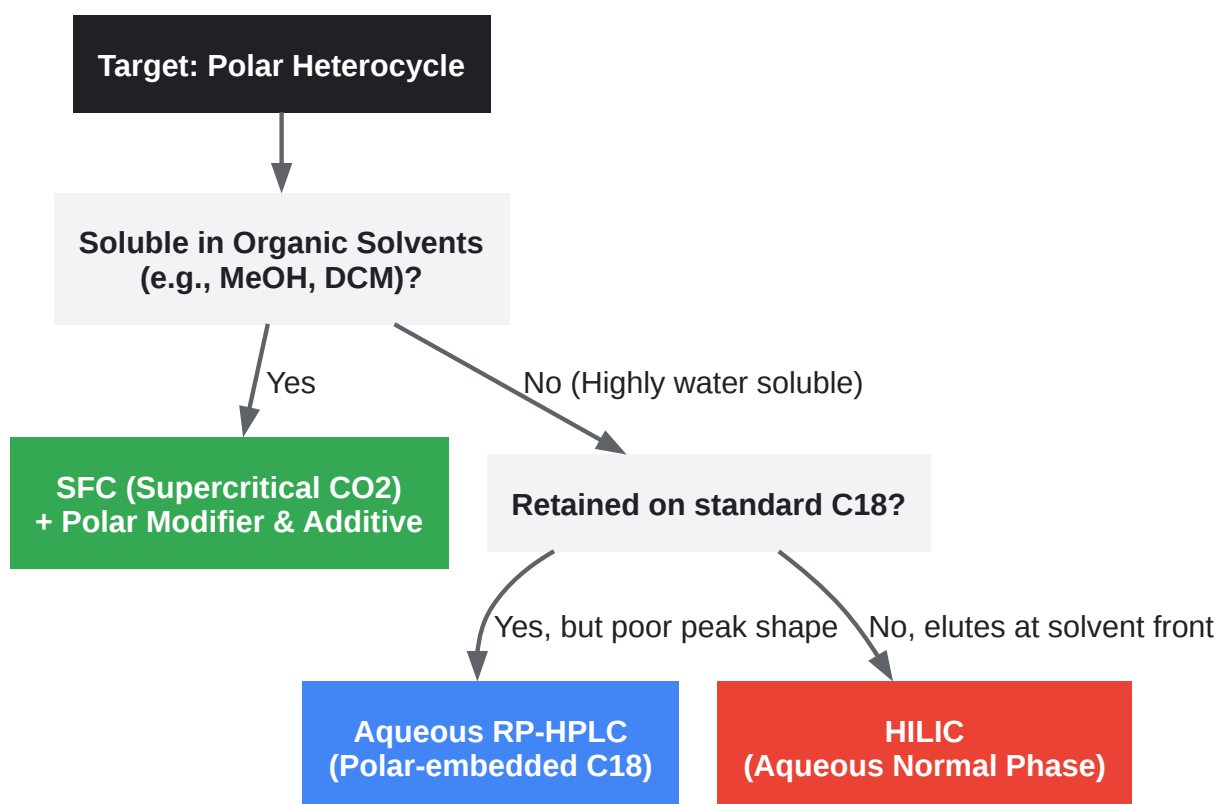 Target: Polar Heterocycle
Soluble in Organic Solvents
(e.g., MeOH, DCM)?
Yes
No (Highly water soluble)
SFC (Supercritical CO2)
+ Polar Modifier & Additive
Retained on standard C18?
Yes, but poor peak shape
No, elutes at solvent front
Aqueous RP-HPLC
(Polar-embedded C18)
HILIC
(Aqueous Normal Phase)